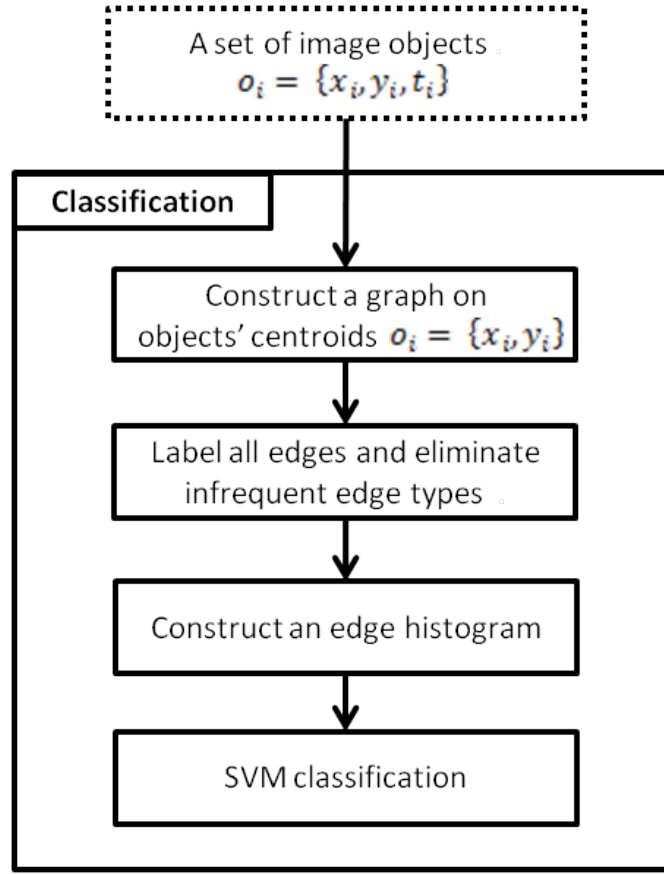 A set of image objects
oᵢ = {xᵢ, yᵢ, tᵢ}
Classification
Construct a graph on
objects’ centroids oᵢ = {xᵢ, yᵢ}
Label all edges and eliminate
infrequent edge types
Construct an edge histogram
SVM classification